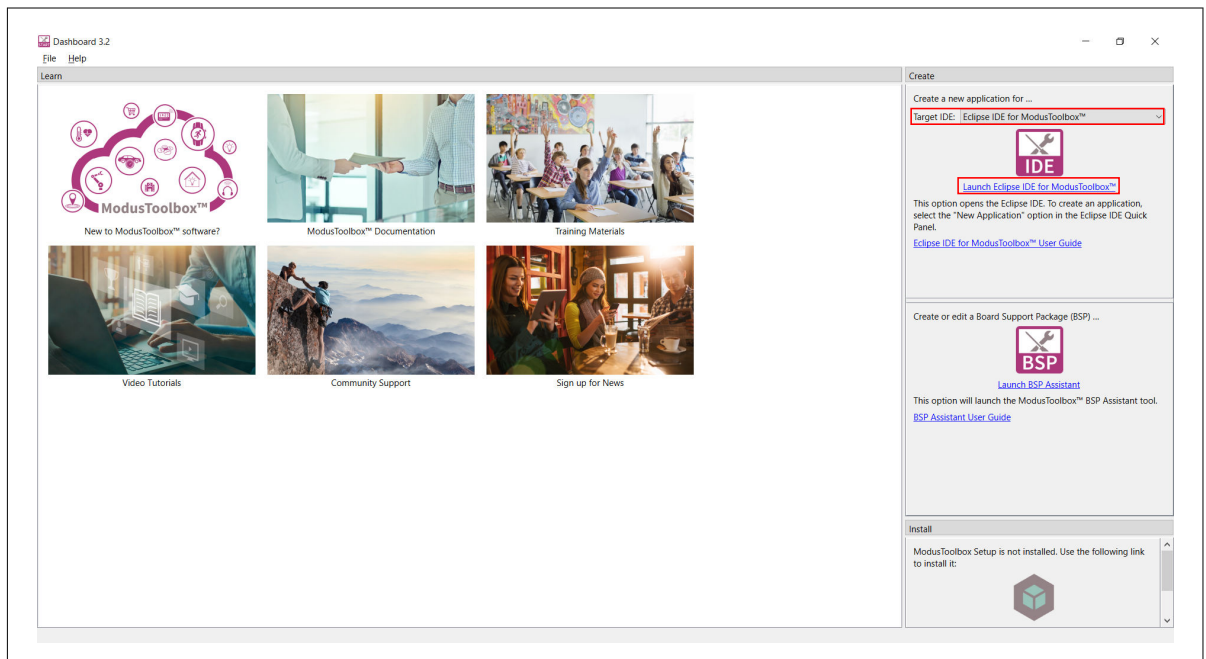 Dashboard 3.2
File Help
Learn
ModusToolbox™
New to ModusToolbox™ software?
ModusToolbox™ Documentation
Training Materials
Video Tutorials
Community Support
Sign up for News
Create
Create a new application for ...
Target IDE: Eclipse IDE for ModusToolbox™
IDE
Launch Eclipse IDE for ModusToolbox™
This option opens the Eclipse IDE. To create an application,
select the "New Application" option in the Eclipse IDE Quick
Panel.
Eclipse IDE for ModusToolbox™ User Guide
Create or edit a Board Support Package (BSP) ...
BSP
Launch BSP Assistant
This option will launch the ModusToolbox™ BSP Assistant tool.
BSP Assistant User Guide
Install
ModusToolbox Setup is not installed. Use the following link
to install it: